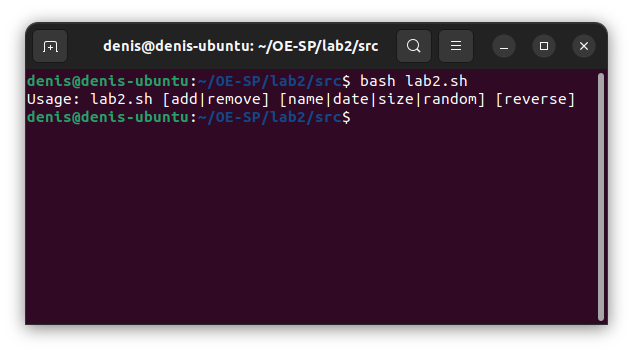 denis@denis-ubuntu: ~/OE-SP/lab2/src
denis@denis-ubuntu:~/OE-SP/lab2/src$ bash lab2.sh
Usage: lab2.sh [add|remove] [name|date|size|random] [reverse]
denis@denis-ubuntu:~/OE-SP/lab2/src$